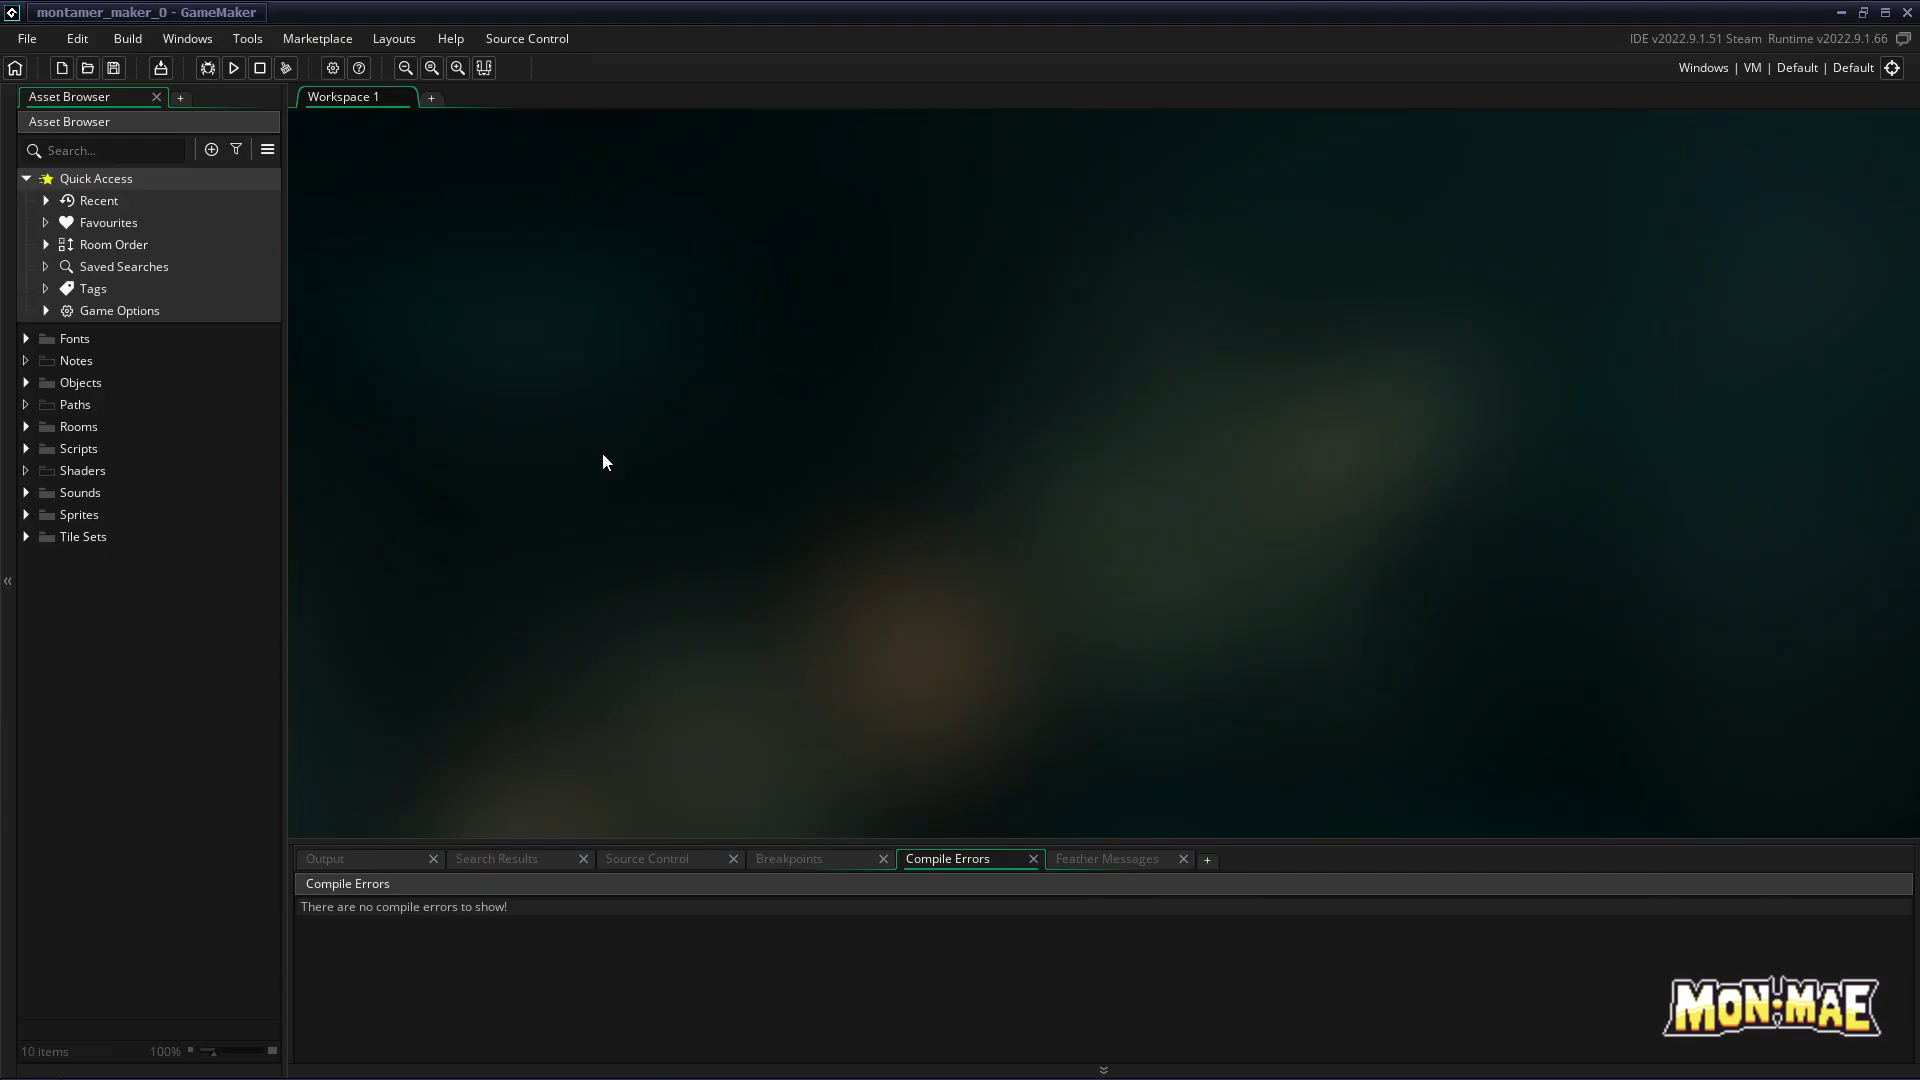 montamer_maker_0 - GameMaker
File Edit Build Windows Tools Marketplace Layouts Help Source Control
IDE v2022.9.1.51 Steam Runtime v2022.9.1.66
Windows | VM | Default | Default
Asset Browser
Workspace 1
Asset Browser
Search...
Quick Access
Recent
Favourites
Room Order
Saved Searches
Tags
Game Options
Fonts
Notes
Objects
Paths
Rooms
Scripts
Shaders
Sounds
Sprites
Tile Sets
Output Search Results Source Control Breakpoints Compile Errors Feather Messages
Compile Errors
There are no compile errors to show!
MON:MAE
10 items 100%